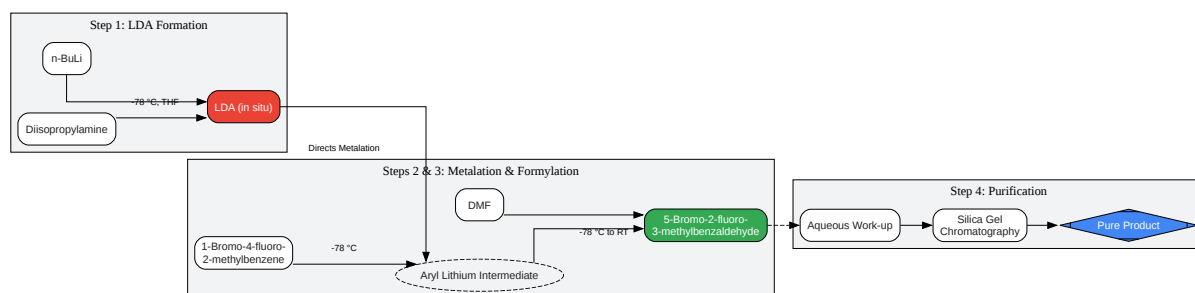 Step 1: LDA Formation
n-BuLi
-78 °C, THF
LDA (in situ)
Diisopropylamine
Directs Metalation
Steps 2 & 3: Metalation & Formylation
DMF
5-Bromo-2-fluoro-
3-methylbenzaldehyde
-78 °C to RT
1-Bromo-4-fluoro-
2-methylbenzene
-78 °C
Aryl Lithium Intermediate
Step 4: Purification
Aqueous Work-up
Silica Gel
Chromatography
Pure Product